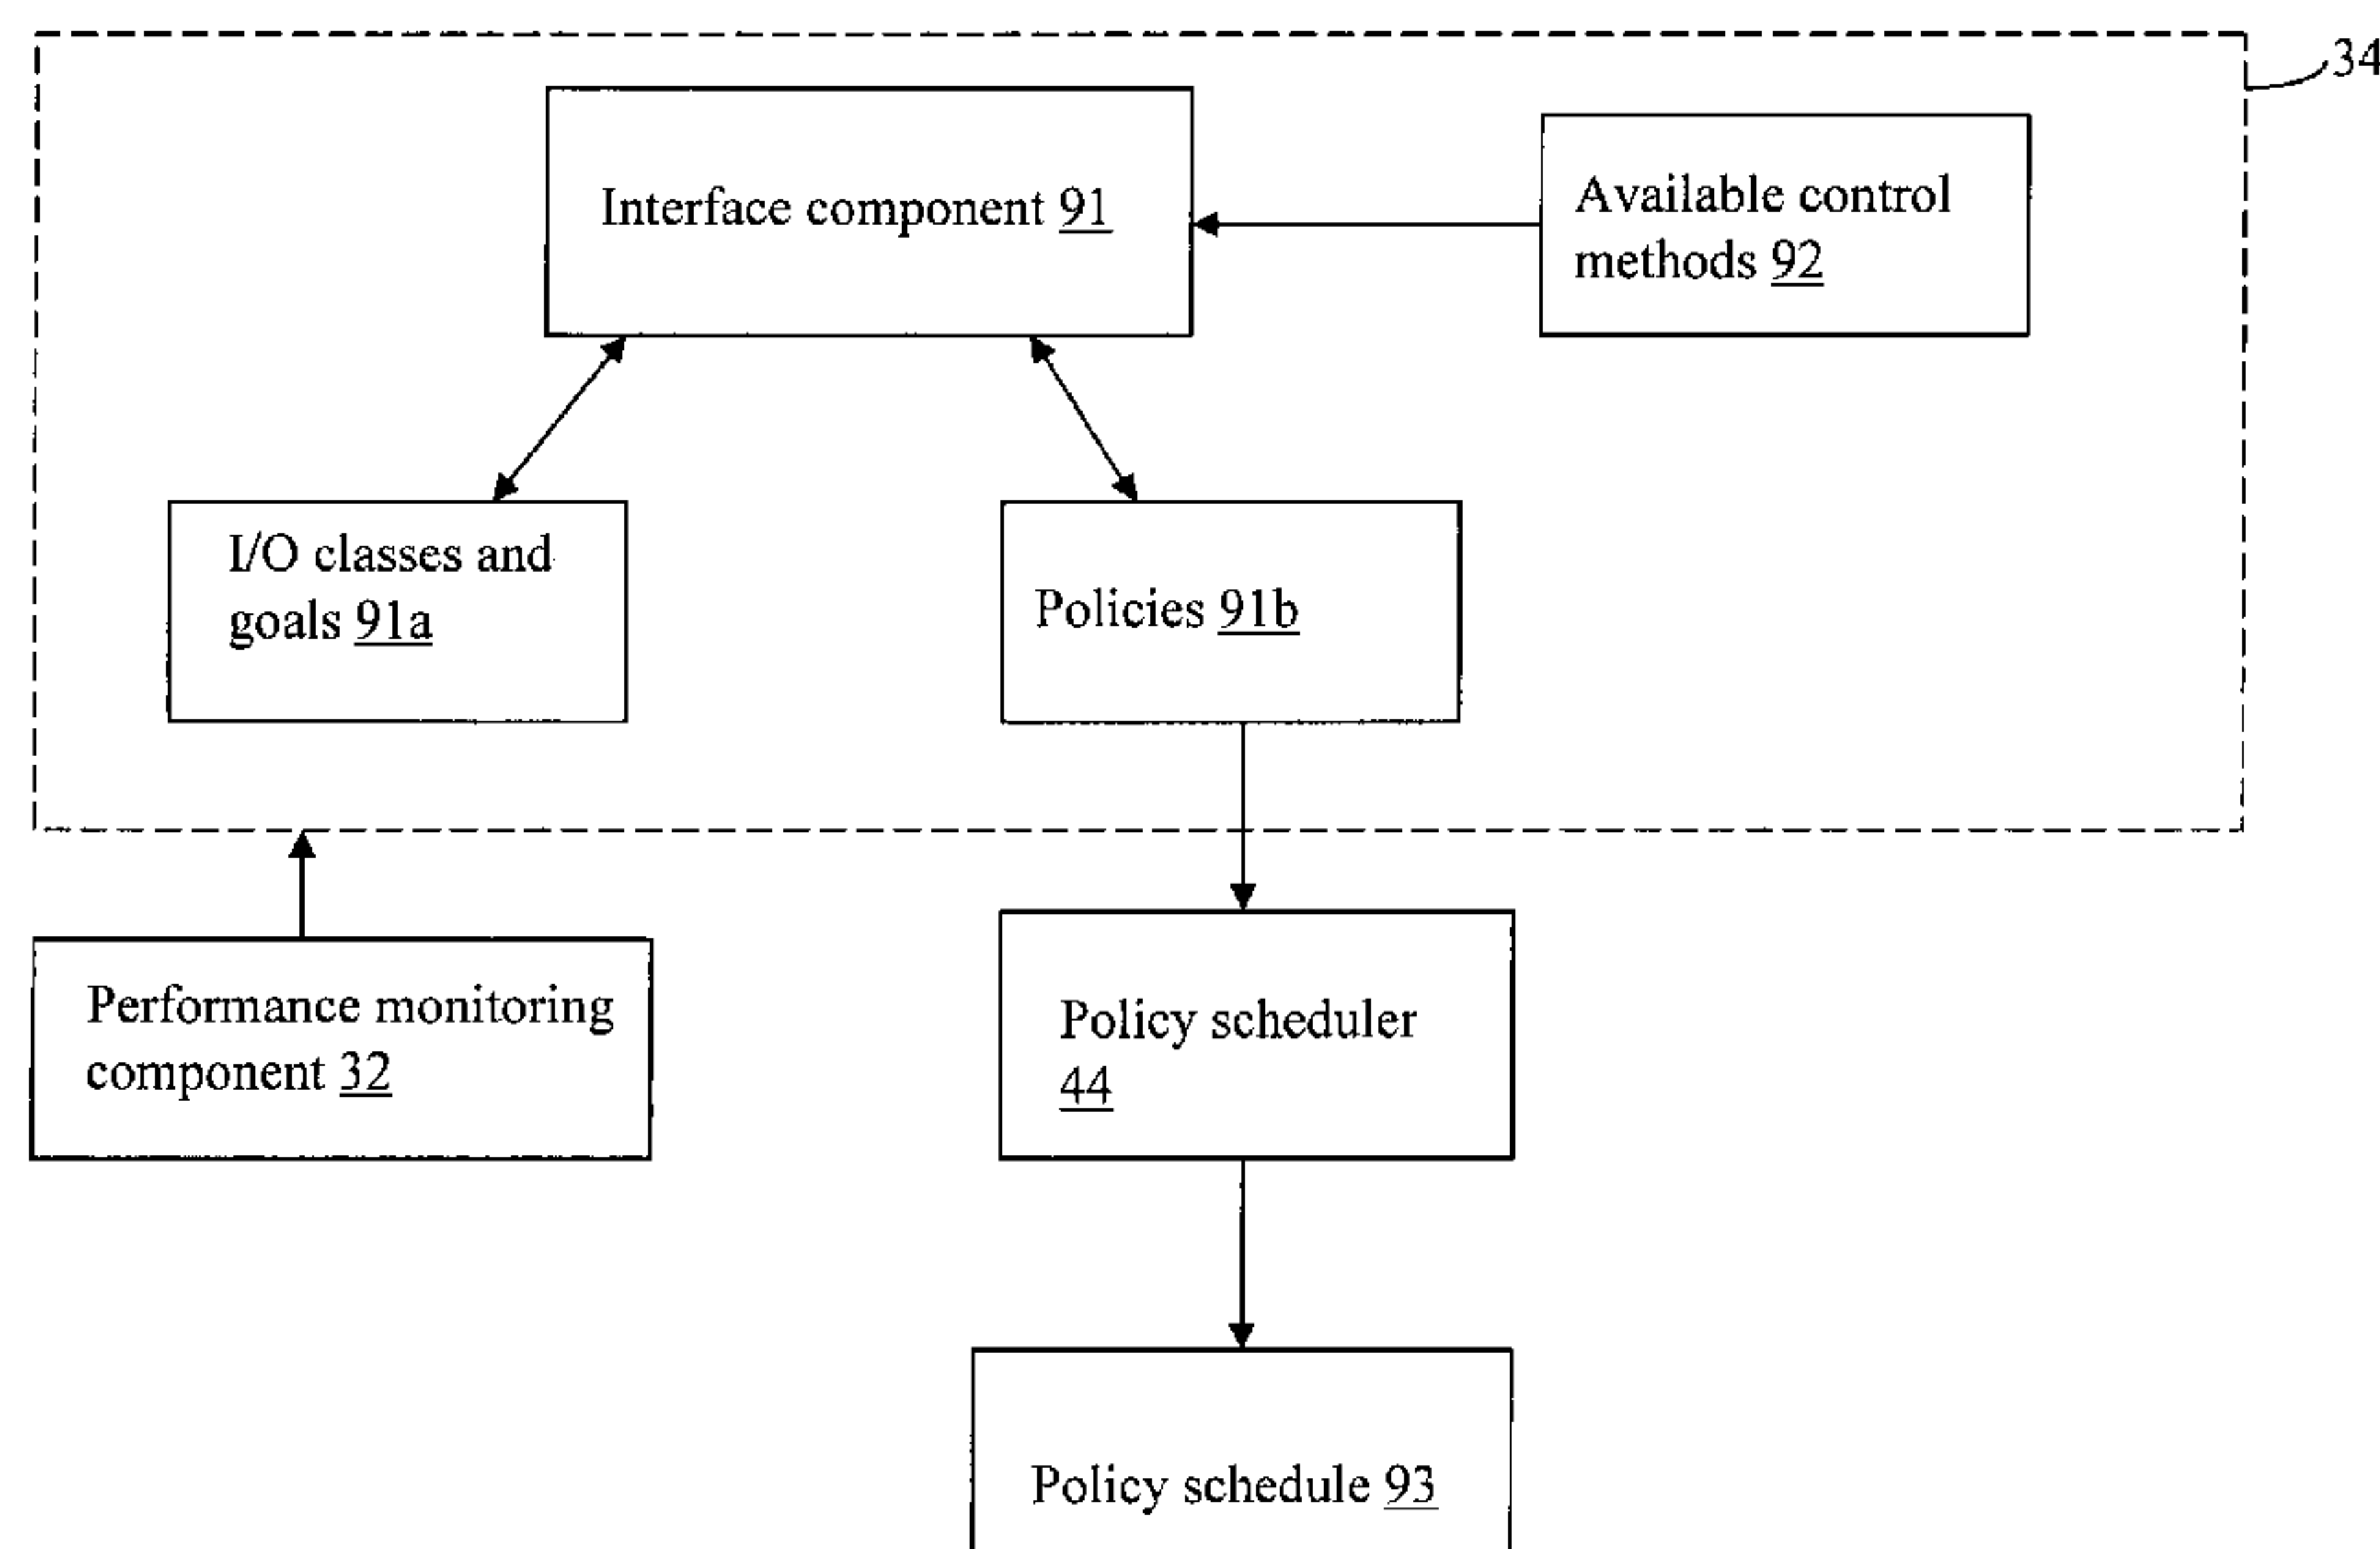 34
Interface component 91
Available control
methods 92
I/O classes and
goals 91a
Policies 91b
Performance monitoring
component 32
Policy scheduler
44
Policy schedule 93